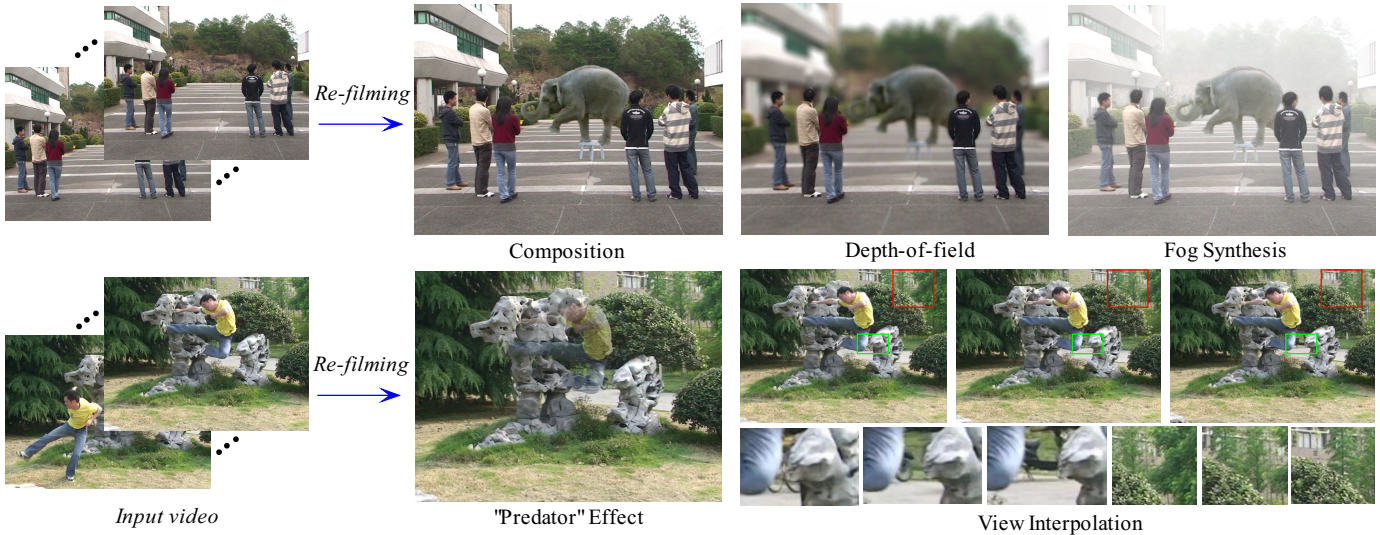 Re-filming
Composition
Depth-of-field
Fog Synthesis
Re-filming
Input video
"Predator" Effect
View Interpolation